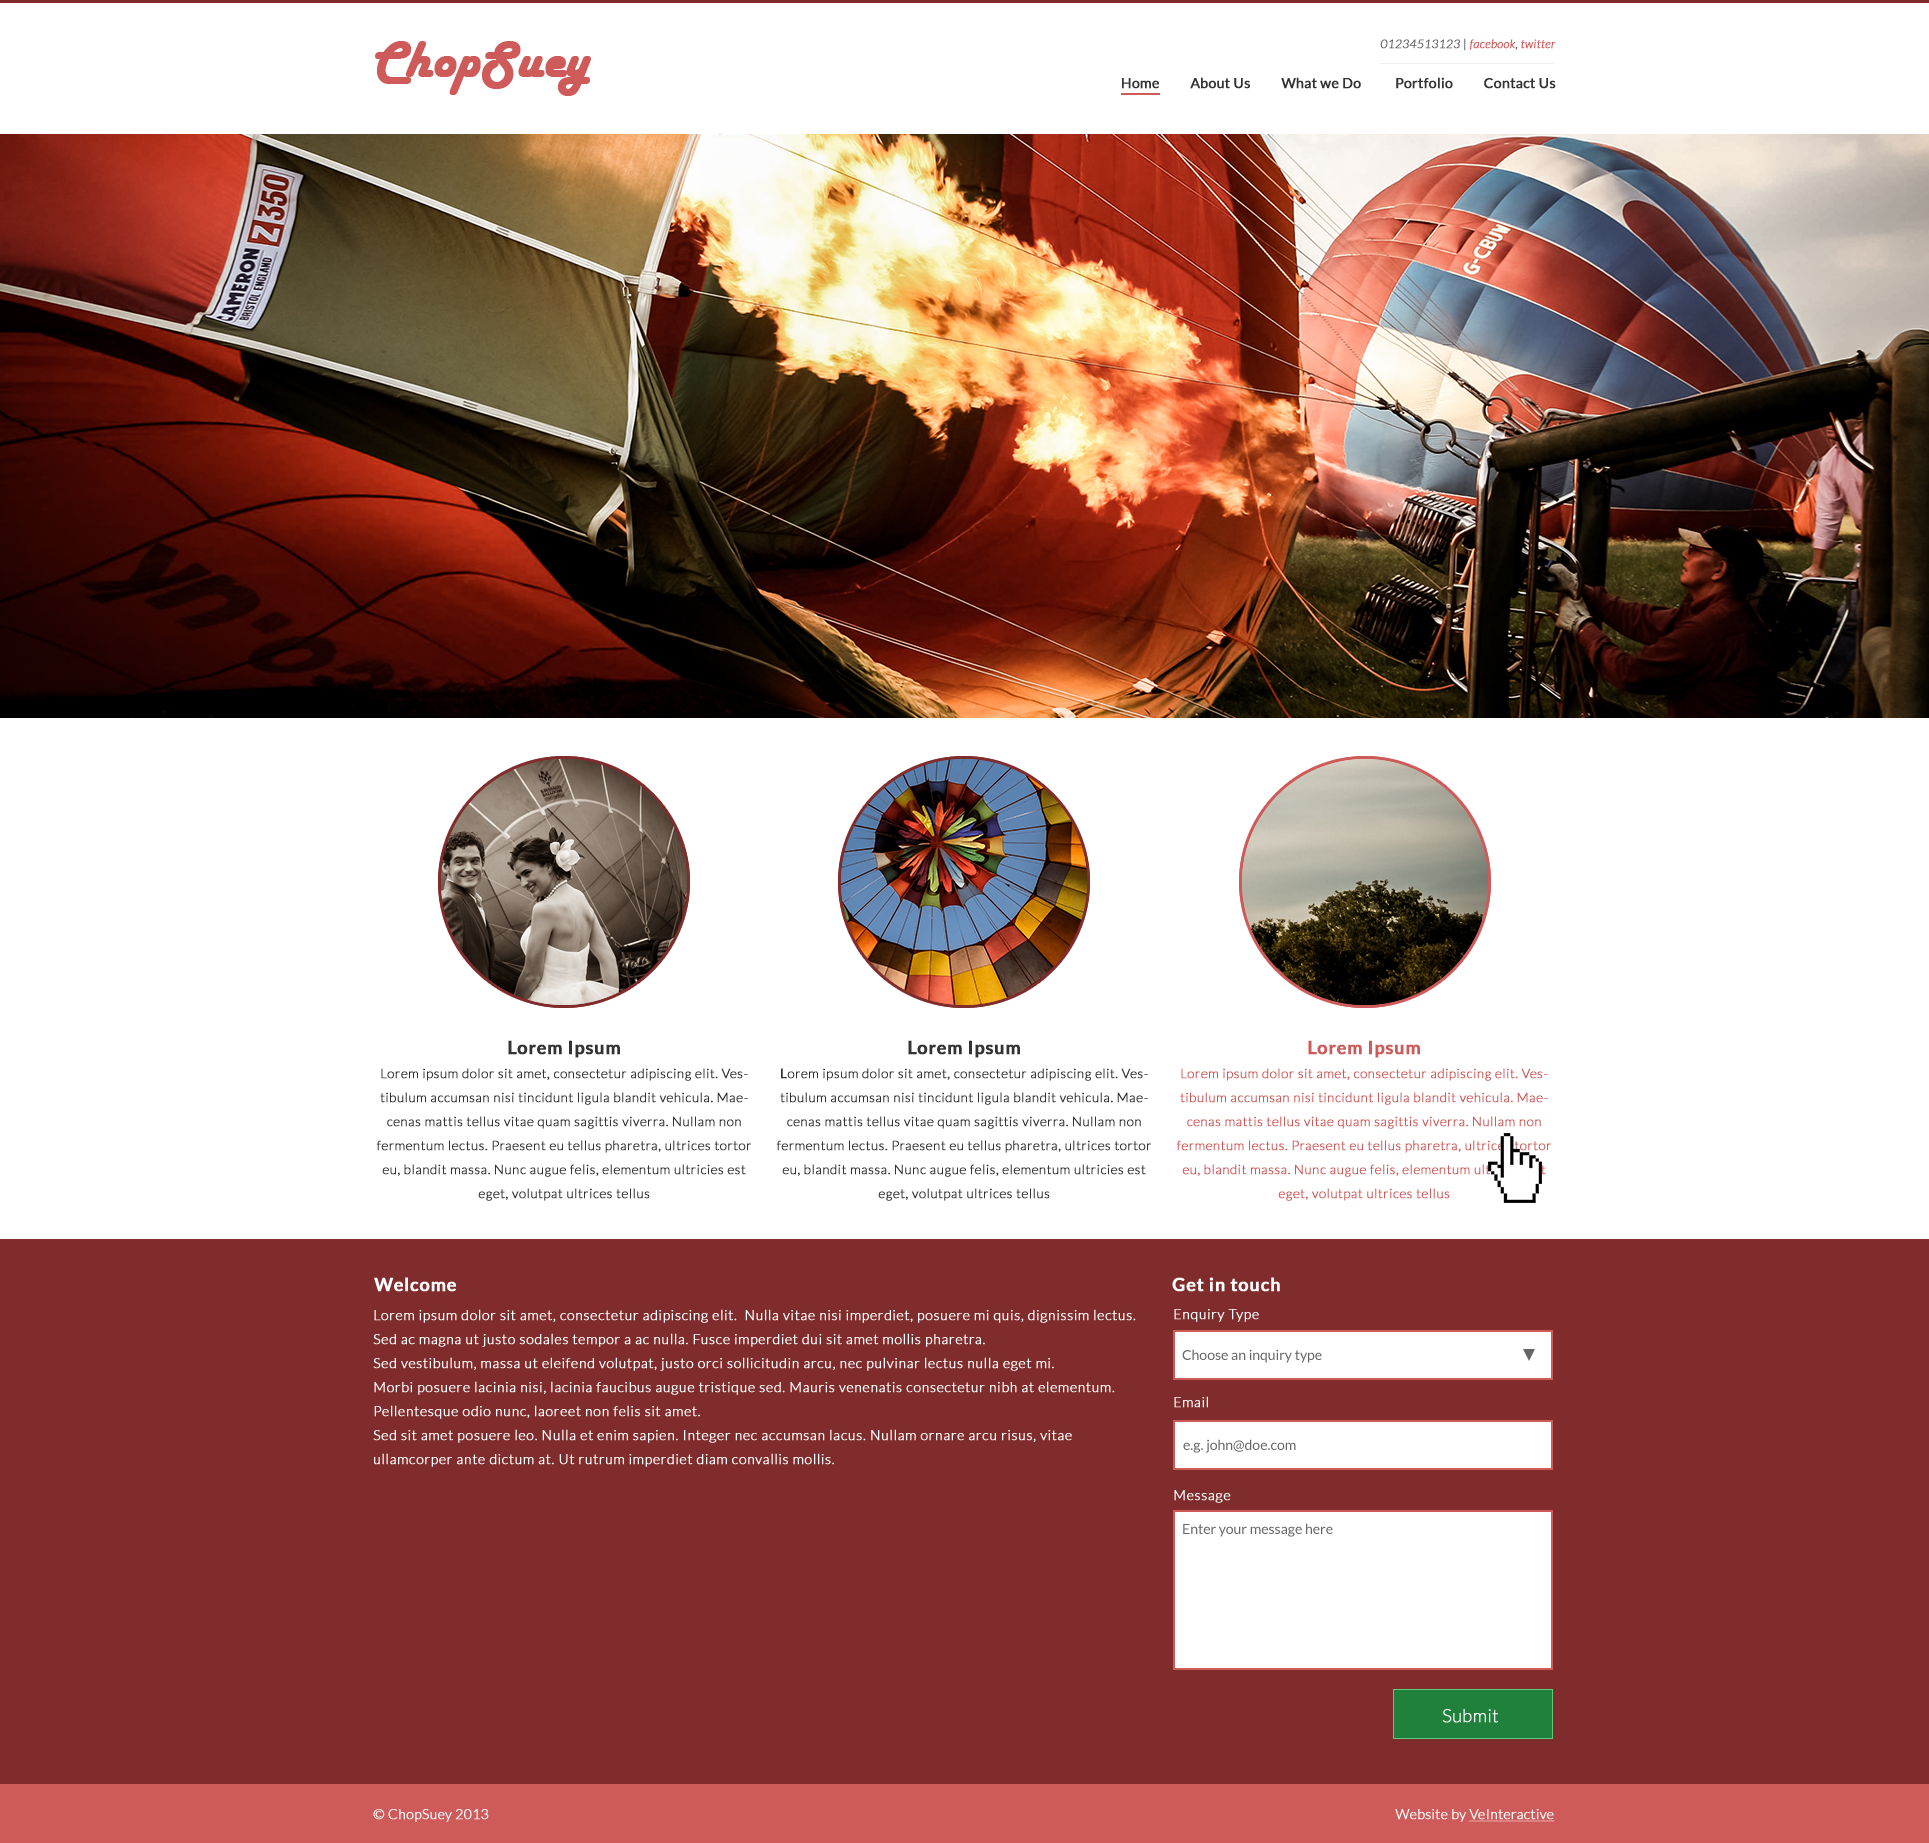 ChopSuey
01234513123 | facebook, twitter
Home About Us What we Do Portfolio Contact Us
CAMERON Z350
BRISTOL ENGLAND
G-CBUW
Lorem Ipsum
Lorem ipsum dolor sit amet, consectetur adipiscing elit. Ves-
tibulum accumsan nisi tincidunt ligula blandit vehicula. Mae-
cenas mattis tellus vitae quam sagittis viverra. Nullam non
fermentum lectus. Praesent eu tellus pharetra, ultrices tortor
eu, blandit massa. Nunc augue felis, elementum ultricies est
eget, volutpat ultrices tellus
Lorem Ipsum
Lorem ipsum dolor sit amet, consectetur adipiscing elit. Ves-
tibulum accumsan nisi tincidunt ligula blandit vehicula. Mae-
cenas mattis tellus vitae quam sagittis viverra. Nullam non
fermentum lectus. Praesent eu tellus pharetra, ultrices tortor
eu, blandit massa. Nunc augue felis, elementum ultricies est
eget, volutpat ultrices tellus
Lorem Ipsum
Lorem ipsum dolor sit amet, consectetur adipiscing elit. Ves-
tibulum accumsan nisi tincidunt ligula blandit vehicula. Mae-
cenas mattis tellus vitae quam sagittis viverra. Nullam non
fermentum lectus. Praesent eu tellus pharetra, tortor
eu, blandit massa. Nunc augue felis, elementum
eget, volutpat ultrices tellus
Welcome
Lorem ipsum dolor sit amet, consectetur adipiscing elit.  Nulla vitae nisi imperdiet, posuere mi quis, dignissim lectus.
Sed ac magna ut justo sodales tempor a ac nulla. Fusce imperdiet dui sit amet mollis pharetra.
Sed vestibulum, massa ut eleifend volutpat, justo orci sollicitudin arcu, nec pulvinar lectus nulla eget mi.
Morbi posuere lacinia nisi, lacinia faucibus augue tristique sed. Mauris venenatis consectetur nibh at elementum.
Pellentesque odio nunc, laoreet non felis sit amet.
Sed sit amet posuere leo. Nulla et enim sapien. Integer nec accumsan lacus. Nullam ornare arcu risus, vitae
ullamcorper ante dictum at. Ut rutrum imperdiet diam convallis mollis.
Get in touch
Enquiry Type
Choose an inquiry type
Email
e.g. john@doe.com
Message
Enter your message here
Submit
© ChopSuey 2013
Website by VeInteractive